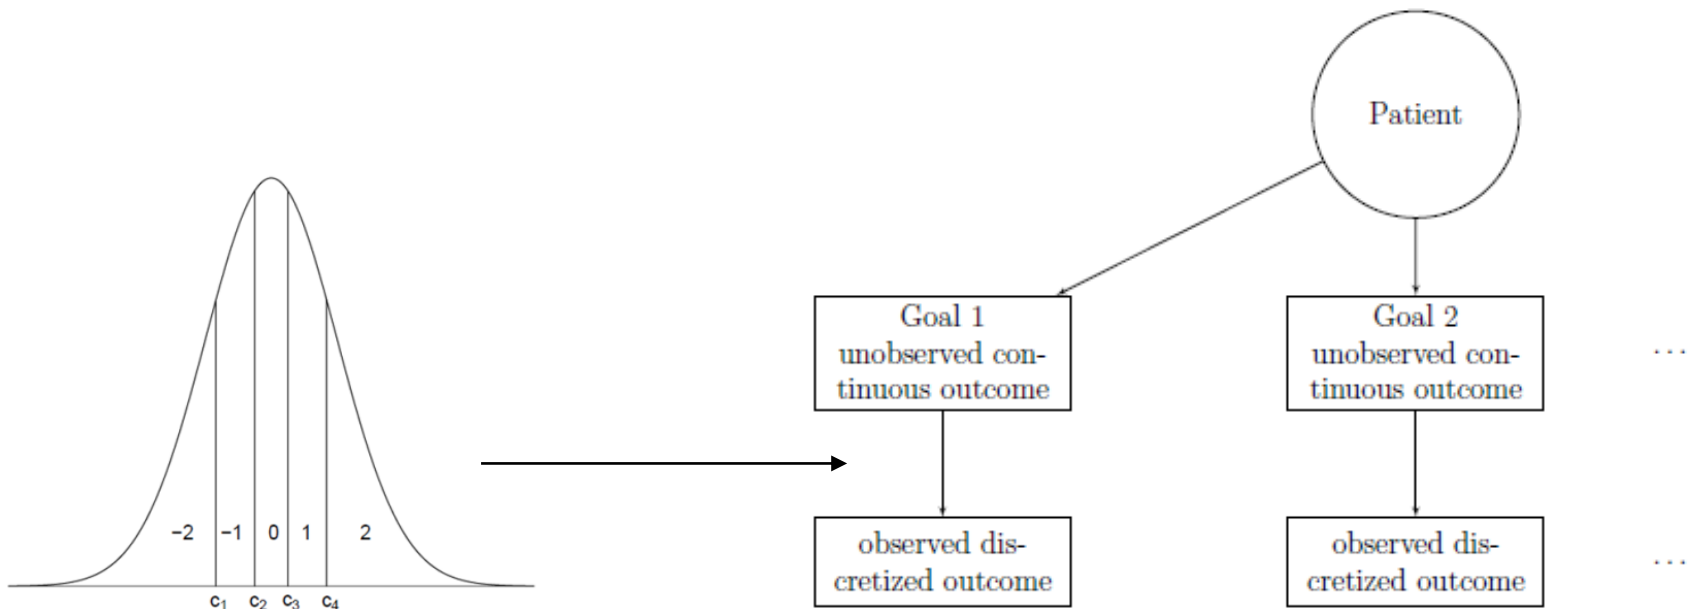 Patient
Goal 1
unobserved con-
tinuous outcome
Goal 2
unobserved con-
tinuous outcome
. . .
−2 −1 0 1 2
c₁ c₂ c₃ c₄
observed dis-
cretized outcome
observed dis-
cretized outcome
. . .